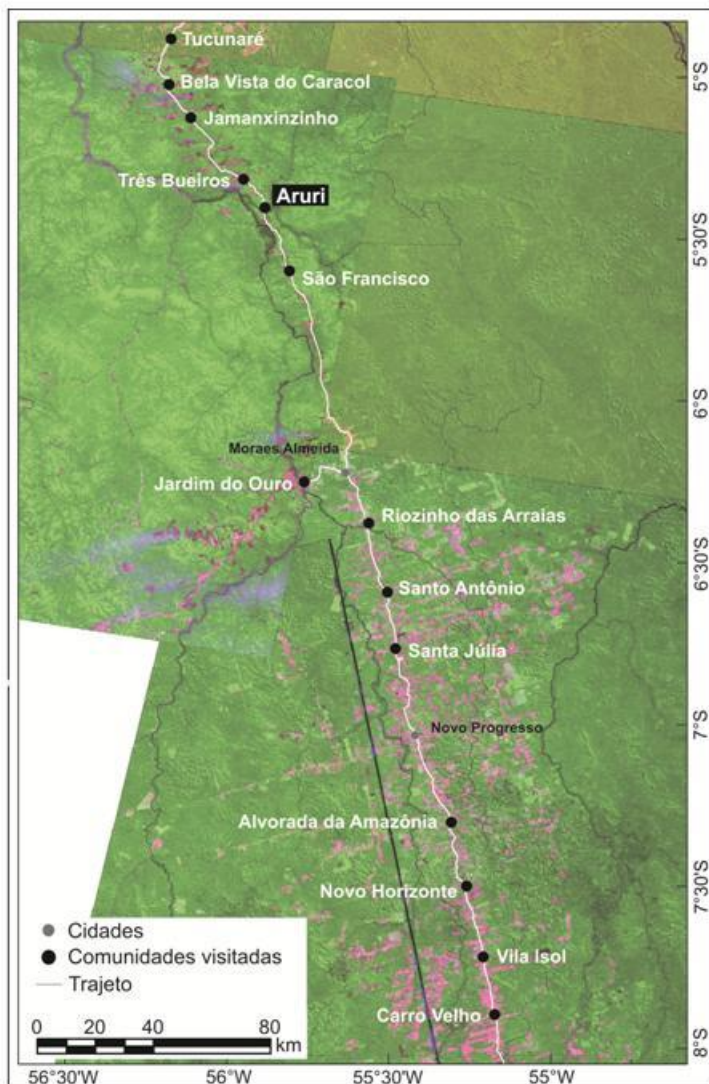 Tucunaré
5°S
Bela Vista do Caracol
Jamanxinzinho
Três Bueiros
Aruri
5°30'S
São Francisco
6°S
Moraes Almeida
Jardim do Ouro
Riozinho das Arraias
6°30'S
Santo Antônio
Santa Júlia
7°S
Novo Progresso
Alvorada da Amazônia
7°30'S
Novo Horizonte
Cidades
Comunidades visitadas
Vila Isol
Trajeto
Carro Velho
0 20 40 80
km
8°S
56°30'W 56°W 55°30'W 55°W